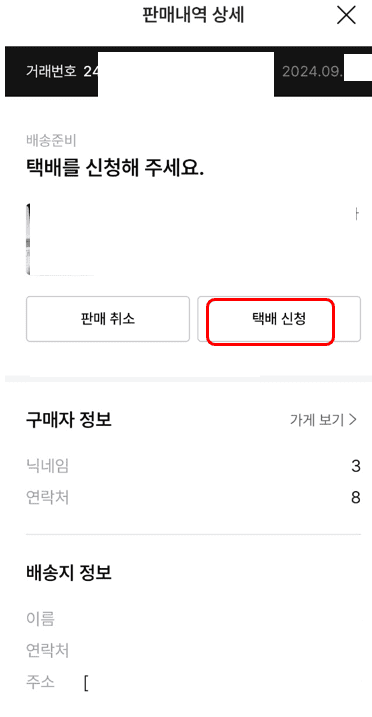 판매내역 상세
거래번호 24 2024.09.
배송준비
택배를 신청해 주세요.
판매 취소 택배 신청
구매자 정보 가게 보기 >
닉네임 3
연락처 8
배송지 정보
이름
연락처
주소 [